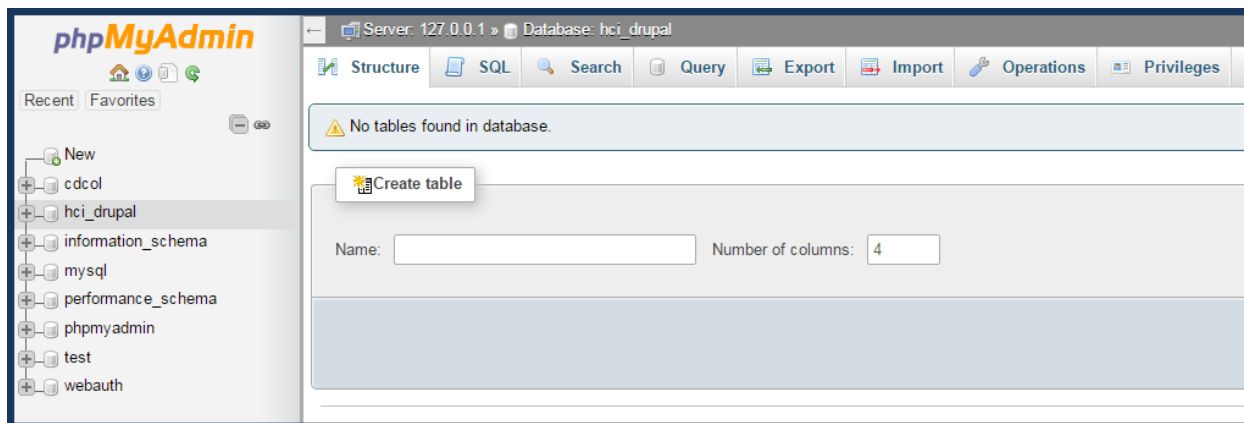 phpMyAdmin
Recent Favorites
New
cdcol
hci_drupal
information_schema
mysql
performance_schema
phpmyadmin
test
webauth
Server: 127.0.0.1 » Database: hci_drupal
Structure SQL Search Query Export Import Operations Privileges
No tables found in database.
Create table
Name: Number of columns: 4